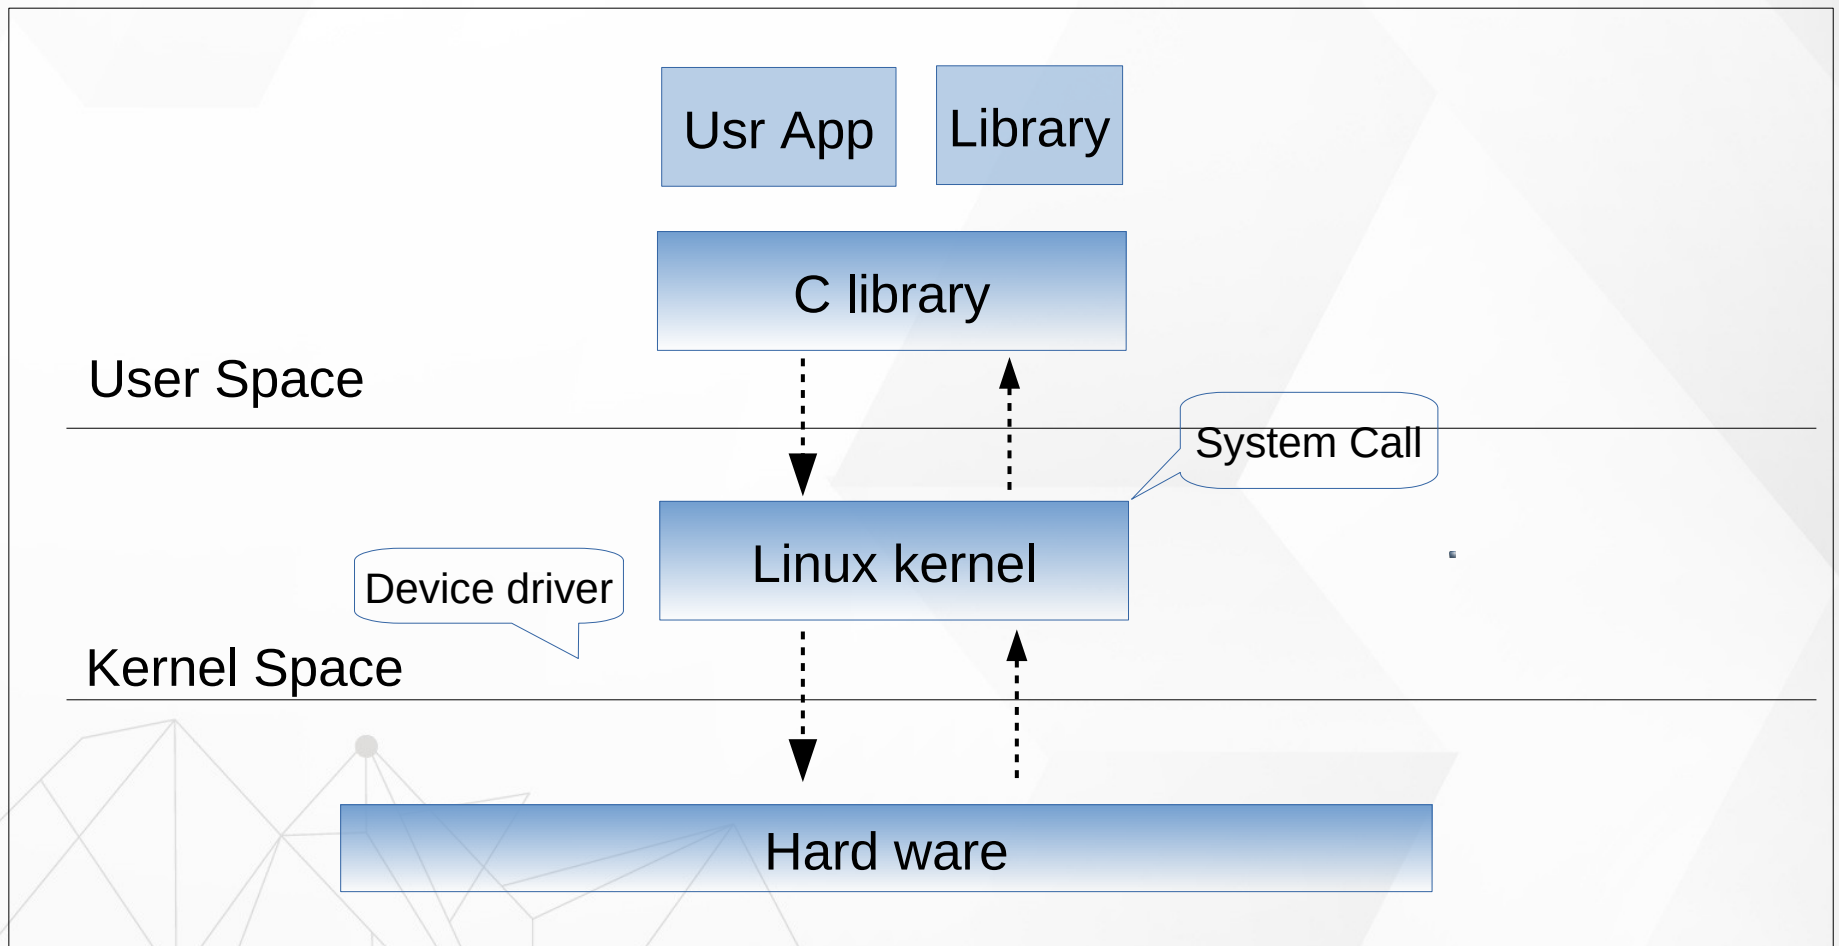 Usr App
Library
C library
User Space
System Call
Linux kernel
Device driver
Kernel Space
Hard ware